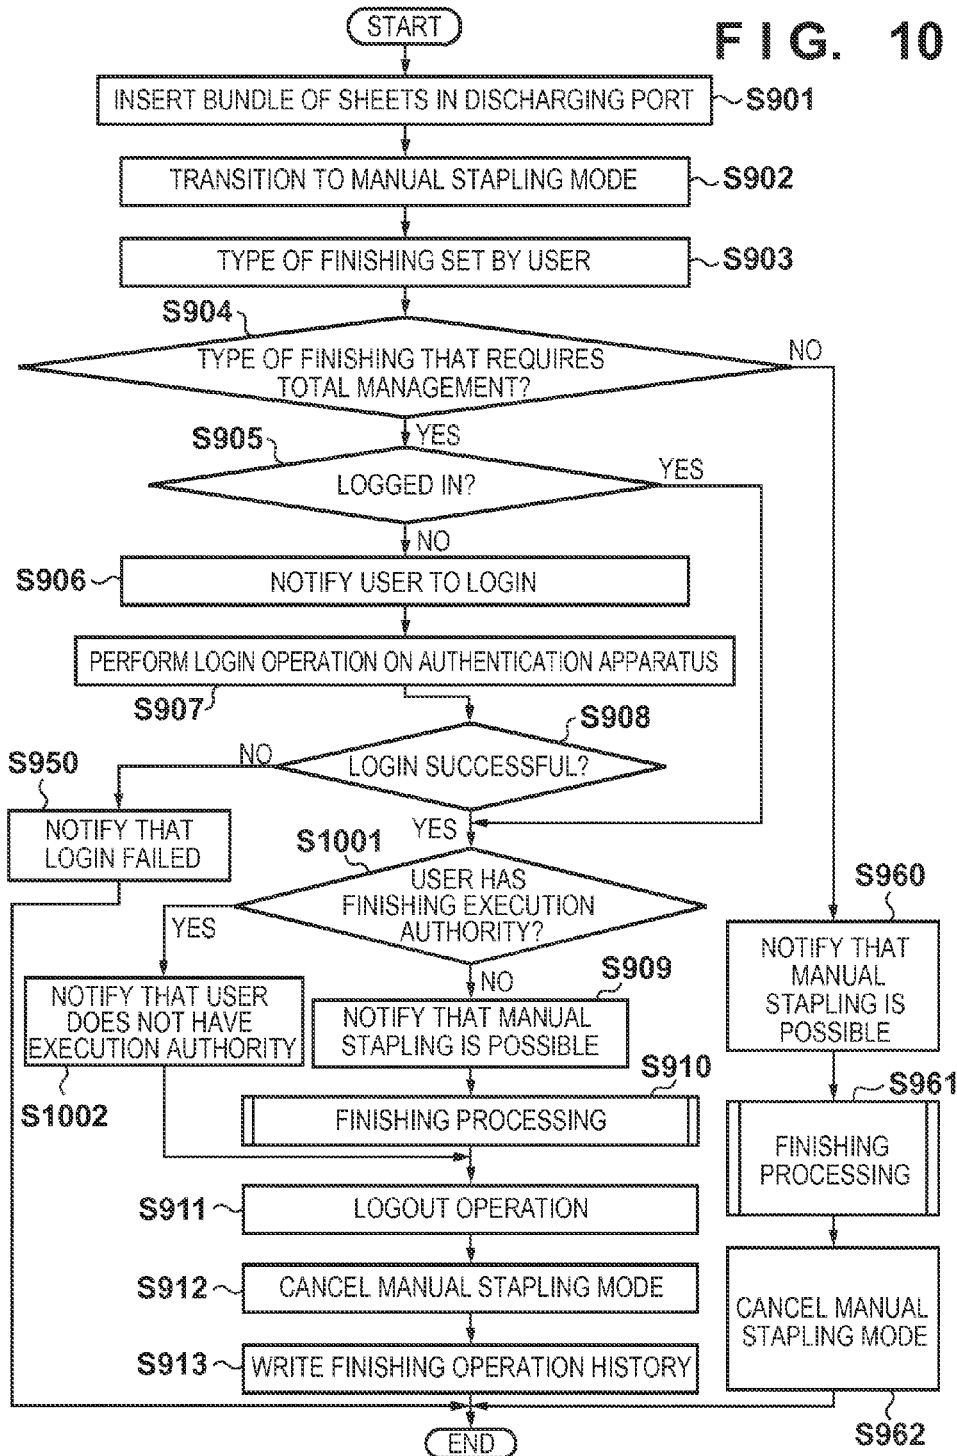 START
FIG. 10
INSERT BUNDLE OF SHEETS IN DISCHARGING PORT
S901
TRANSITION TO MANUAL STAPLING MODE
S902
TYPE OF FINISHING SET BY USER
S903
S904
TYPE OF FINISHING THAT REQUIRES
TOTAL MANAGEMENT?
NO
YES
S905
LOGGED IN?
YES
NO
S906
NOTIFY USER TO LOGIN
PERFORM LOGIN OPERATION ON AUTHENTICATION APPARATUS
S907
S908
LOGIN SUCCESSFUL?
NO
YES
S950
NOTIFY THAT
LOGIN FAILED
S1001
USER HAS
FINISHING EXECUTION
AUTHORITY?
YES
NO
S960
NOTIFY THAT
MANUAL
STAPLING IS
POSSIBLE
NOTIFY THAT USER
DOES NOT HAVE
EXECUTION AUTHORITY
S1002
S909
NOTIFY THAT MANUAL
STAPLING IS POSSIBLE
S910
FINISHING PROCESSING
S961
FINISHING
PROCESSING
S911
LOGOUT OPERATION
S912
CANCEL MANUAL STAPLING MODE
CANCEL MANUAL
STAPLING MODE
S962
S913
WRITE FINISHING OPERATION HISTORY
END